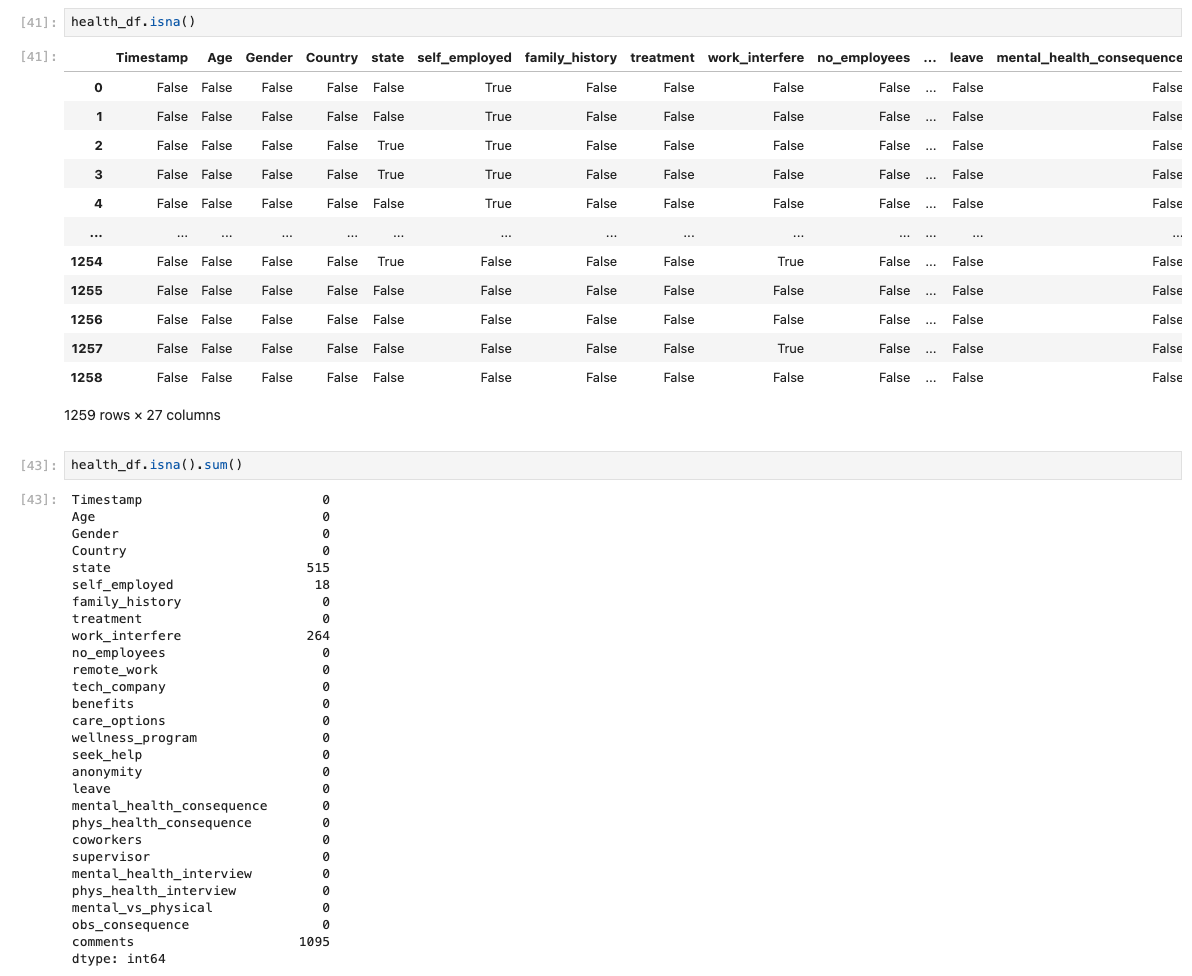 [41]: health_df.isna()
[41]: Timestamp Age Gender Country state self_employed family_history treatment work_interfere no_employees ... leave mental_health_consequence
0 False False False False False True False False False False ... False False
1 False False False False False True False False False False ... False False
2 False False False False True True False False False False ... False False
3 False False False False True True False False False False ... False False
4 False False False False False True False False False False ... False False
... ... ... ... ... ... ... ... ... ... ... ... ... ...
1254 False False False False True False False False True False ... False False
1255 False False False False False False False False False False ... False False
1256 False False False False False False False False False False ... False False
1257 False False False False False False False False True False ... False False
1258 False False False False False False False False False False ... False False
1259 rows × 27 columns
[43]: health_df.isna().sum()
[43]: Timestamp 0
Age 0
Gender 0
Country 0
state 515
self_employed 18
family_history 0
treatment 0
work_interfere 264
no_employees 0
remote_work 0
tech_company 0
benefits 0
care_options 0
wellness_program 0
seek_help 0
anonymity 0
leave 0
mental_health_consequence 0
phys_health_consequence 0
coworkers 0
supervisor 0
mental_health_interview 0
phys_health_interview 0
mental_vs_physical 0
obs_consequence 0
comments 1095
dtype: int64